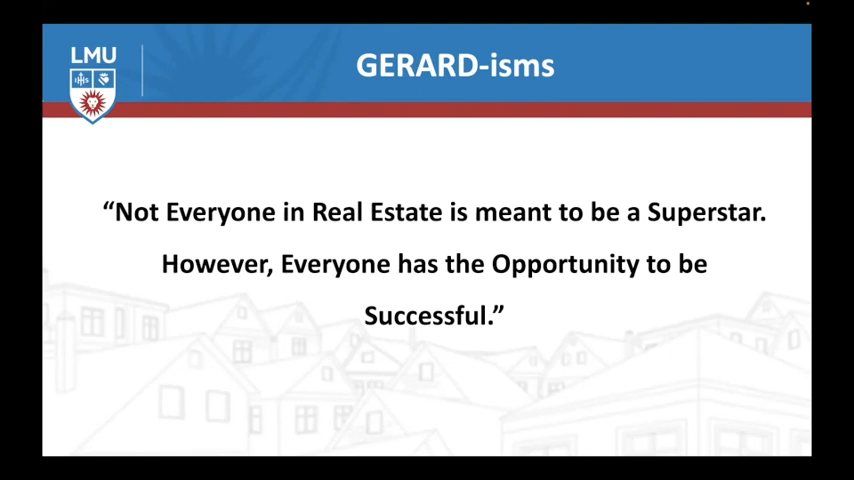 LMU
IHS
GERARD-isms
“Not Everyone in Real Estate is meant to be a Superstar.
However, Everyone has the Opportunity to be
Successful.”